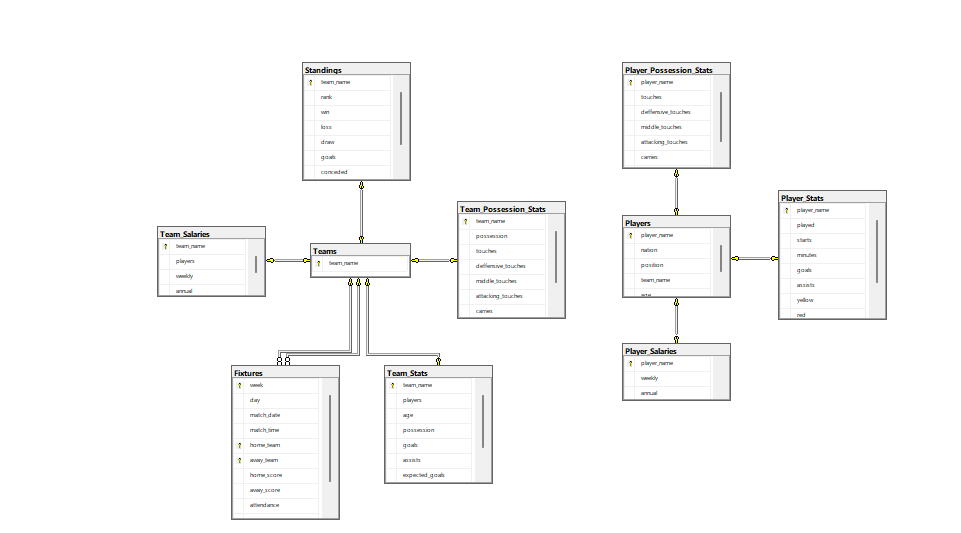 Standings
team_name
rank
win
loss
draw
goals
conceded
Player_Possession_Stats
player_name
touches
deffensive_touches
middle_touches
attacking_touches
carries
Team_Salaries
team_name
players
weekly
annual
Teams
team_name
Team_Possession_Stats
team_name
possession
touches
deffensive_touches
middle_touches
attacking_touches
carries
Players
player_name
nation
position
team_name
age
Player_Stats
player_name
played
starts
minutes
goals
assists
yellow
red
Player_Salaries
player_name
weekly
annual
Fixtures
week
day
match_date
match_time
home_team
away_team
home_score
away_score
attendance
Team_Stats
team_name
players
age
possession
goals
assists
expected_goals